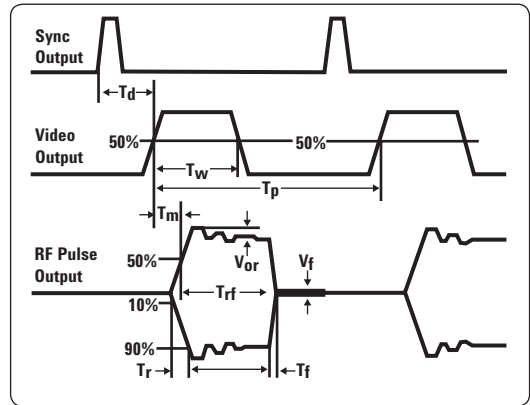 Sync
Output
Td
Video
Output
50%
50%
Tw
Tp
Tm
RF Pulse
Output
50%
Vor
Vf
Trf
10%
90%
Tr
Tf